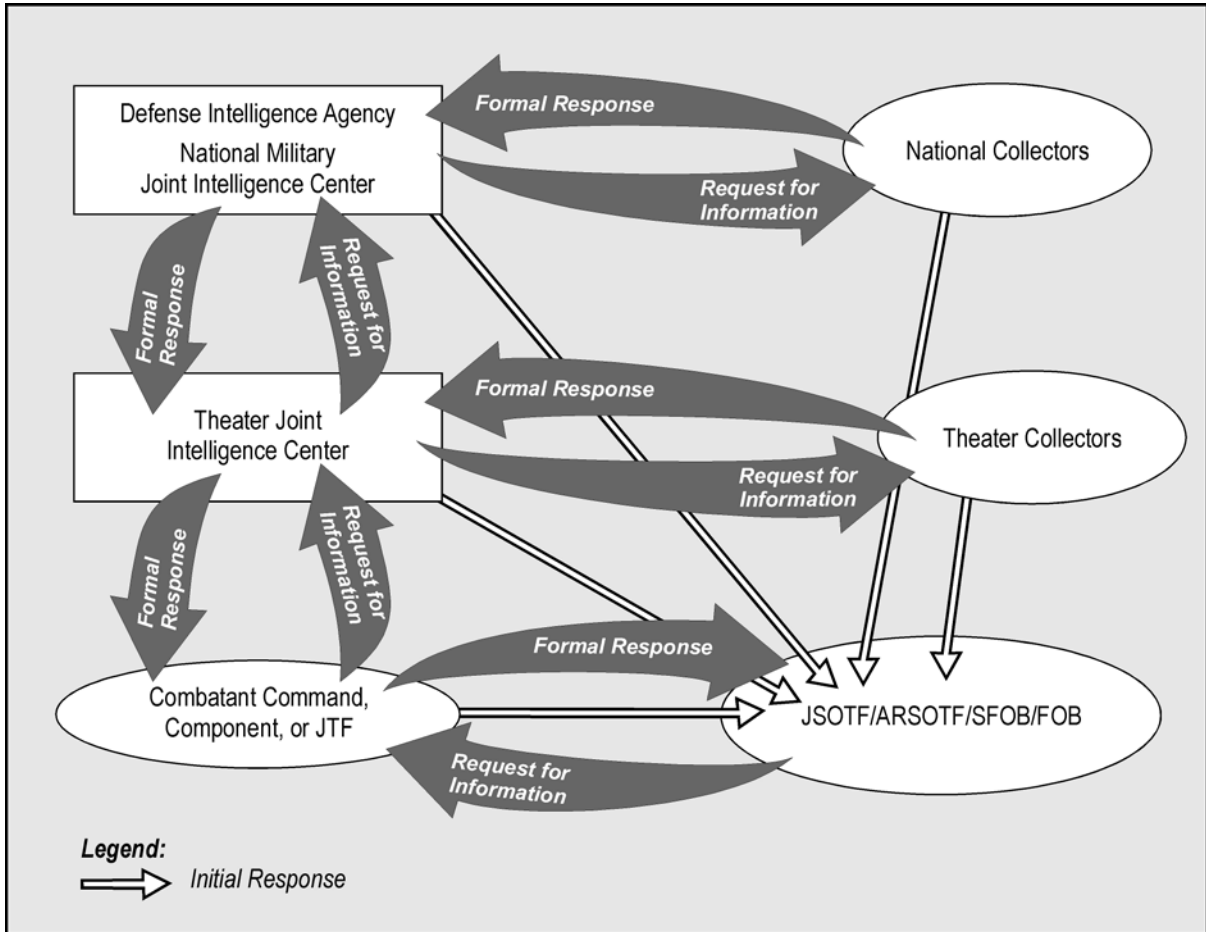 Defense Intelligence Agency
National Military
Joint Intelligence Center
Formal Response
National Collectors
Request for
Information
Formal
Response
Request for
Information
Theater Joint
Intelligence Center
Formal Response
Theater Collectors
Request for
Information
Formal
Response
Request for
Information
Combatant Command,
Component, or JTF
Formal Response
JSOTF/ARSOTF/SFOB/FOB
Request for
Information
Legend:
Initial Response